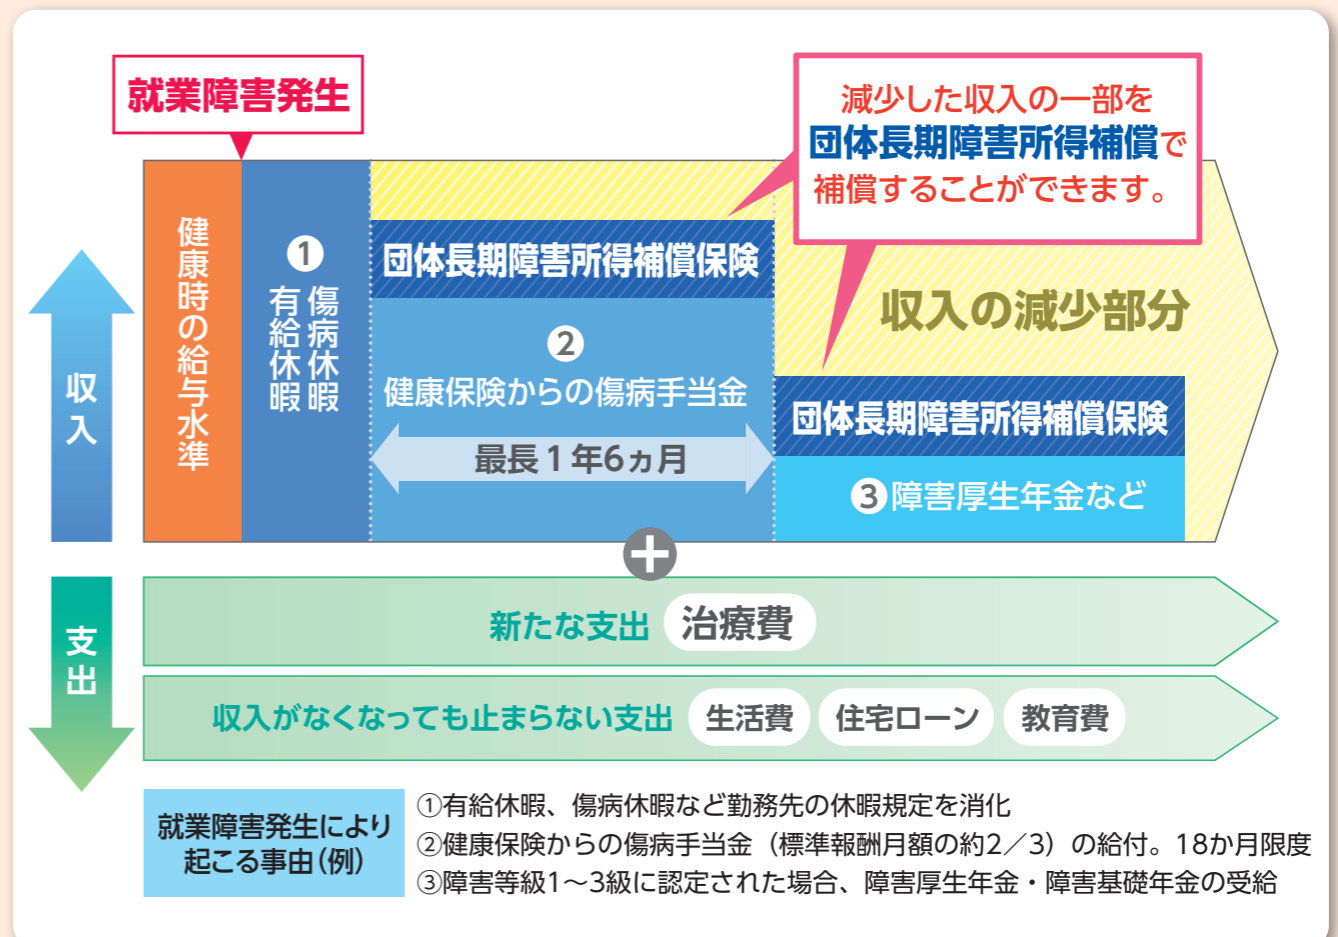 就業障害発生
減少した収入の一部を
団体長期障害所得補償で
補償することができます。
収入
健康時の給与水準
①
傷病休暇
有給休暇
団体長期障害所得補償保険
②
健康保険からの傷病手当金
最長1年6ヵ月
収入の減少部分
団体長期障害所得補償保険
③障害厚生年金など
+
支出
新たな支出 治療費
収入がなくなっても止まらない支出 生活費 住宅ローン 教育費
就業障害発生により
起こる事由(例)
①有給休暇、傷病休暇など勤務先の休暇規定を消化
②健康保険からの傷病手当金(標準報酬月額の約2/3)の給付。18か月限度
③障害等級1~3級に認定された場合、障害厚生年金・障害基礎年金の受給